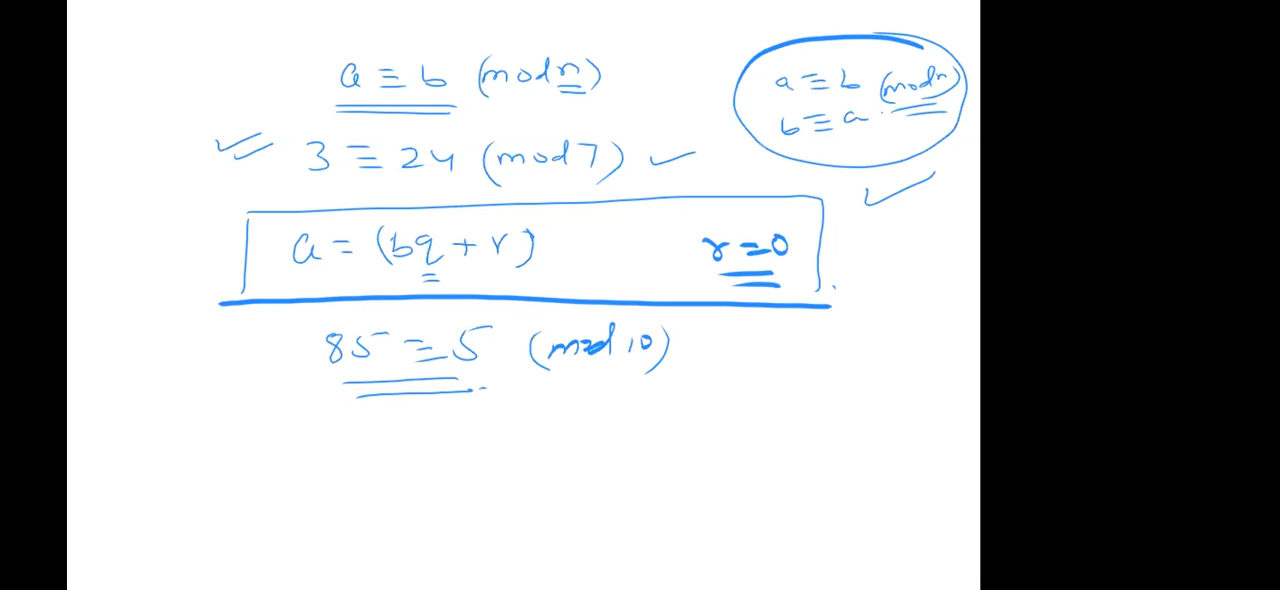 a ≡ b (mod n)
a ≡ b (mod n)
b ≡ a
3 ≡ 24 (mod 7)
a = (bq + r) r = 0
85 ≡ 5 (mod 10)